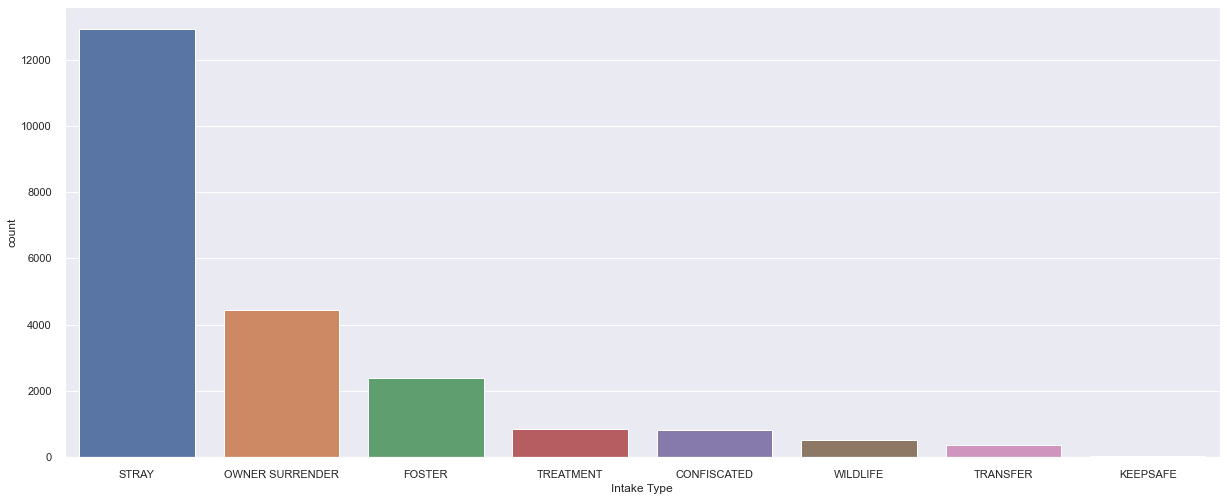 12000
10000
8000
6000
4000
2000
0
count
STRAY OWNER SURRENDER FOSTER TREATMENT CONFISCATED WILDLIFE TRANSFER KEEPSAFE
Intake Type